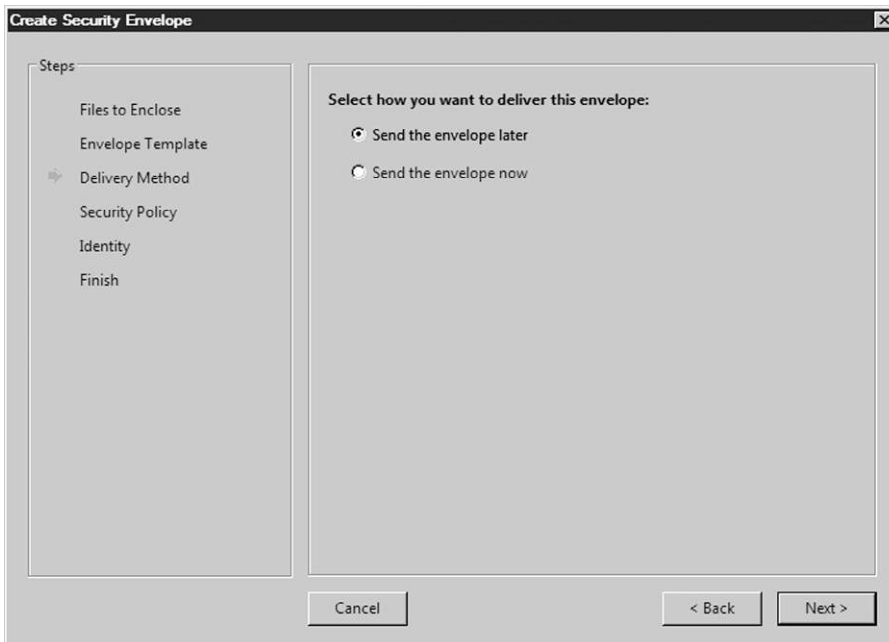 Create Security Envelope
Steps
Files to Enclose
Envelope Template
Delivery Method
Security Policy
Identity
Finish
Select how you want to deliver this envelope:
Send the envelope later
Send the envelope now
Cancel
< Back
Next >